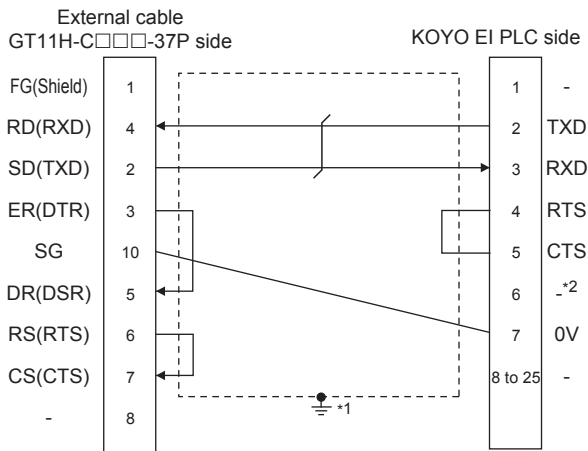 External cable
GT11H-C□□□-37P side
KOYO EI PLC side
FG(Shield) 1 1 -
RD(RXD) 4 2 TXD
SD(TXD) 2 3 RXD
ER(DTR) 3 4 RTS
SG 10 5 CTS
DR(DSR) 5 6 -*2
RS(RTS) 6 7 0V
CS(CTS) 7 8 to 25 -
- 8
*1